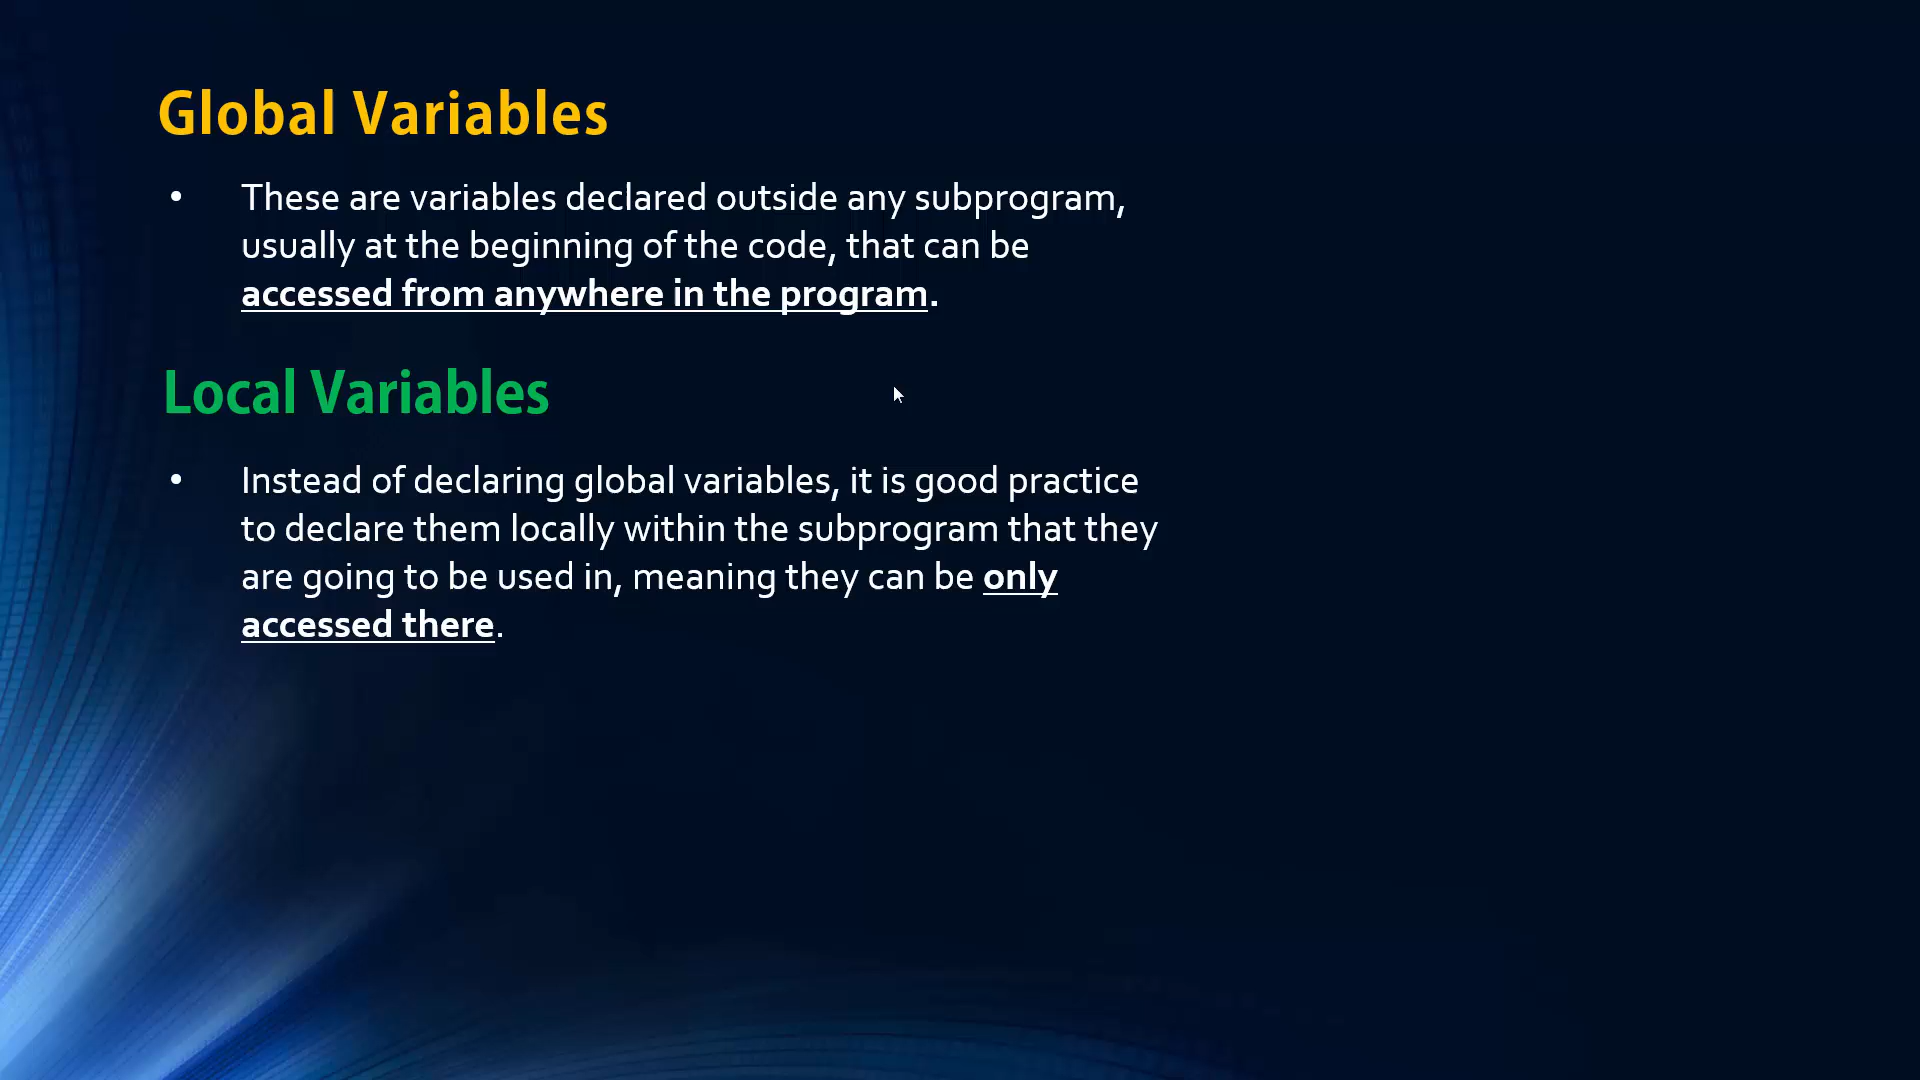 Global Variables
• These are variables declared outside any subprogram,
usually at the beginning of the code, that can be
accessed from anywhere in the program.
Local Variables
• Instead of declaring global variables, it is good practice
to declare them locally within the subprogram that they
are going to be used in, meaning they can be only
accessed there.